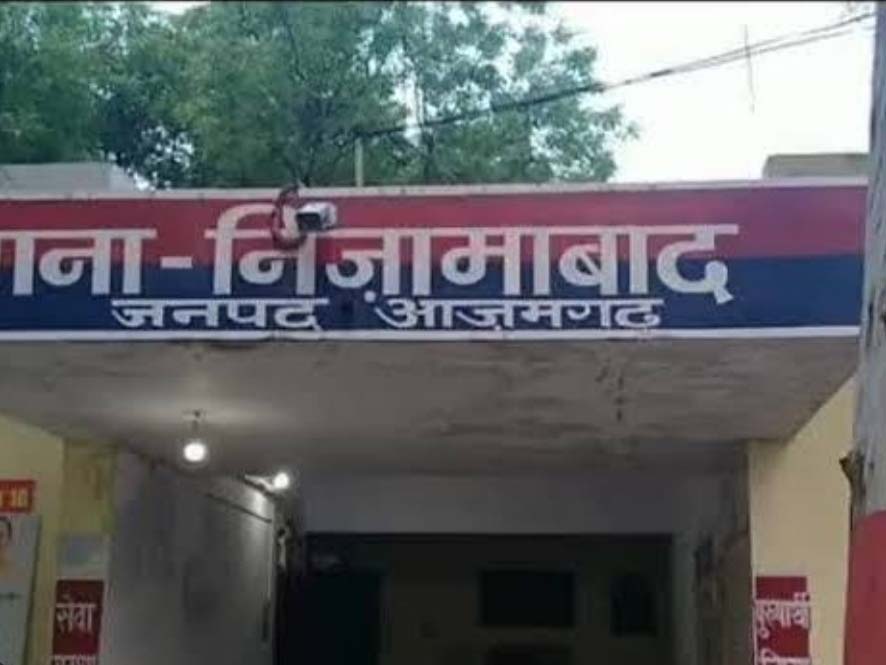 ाना - निज़ामाबाद
जनपद आज़मगढ़
सेवा